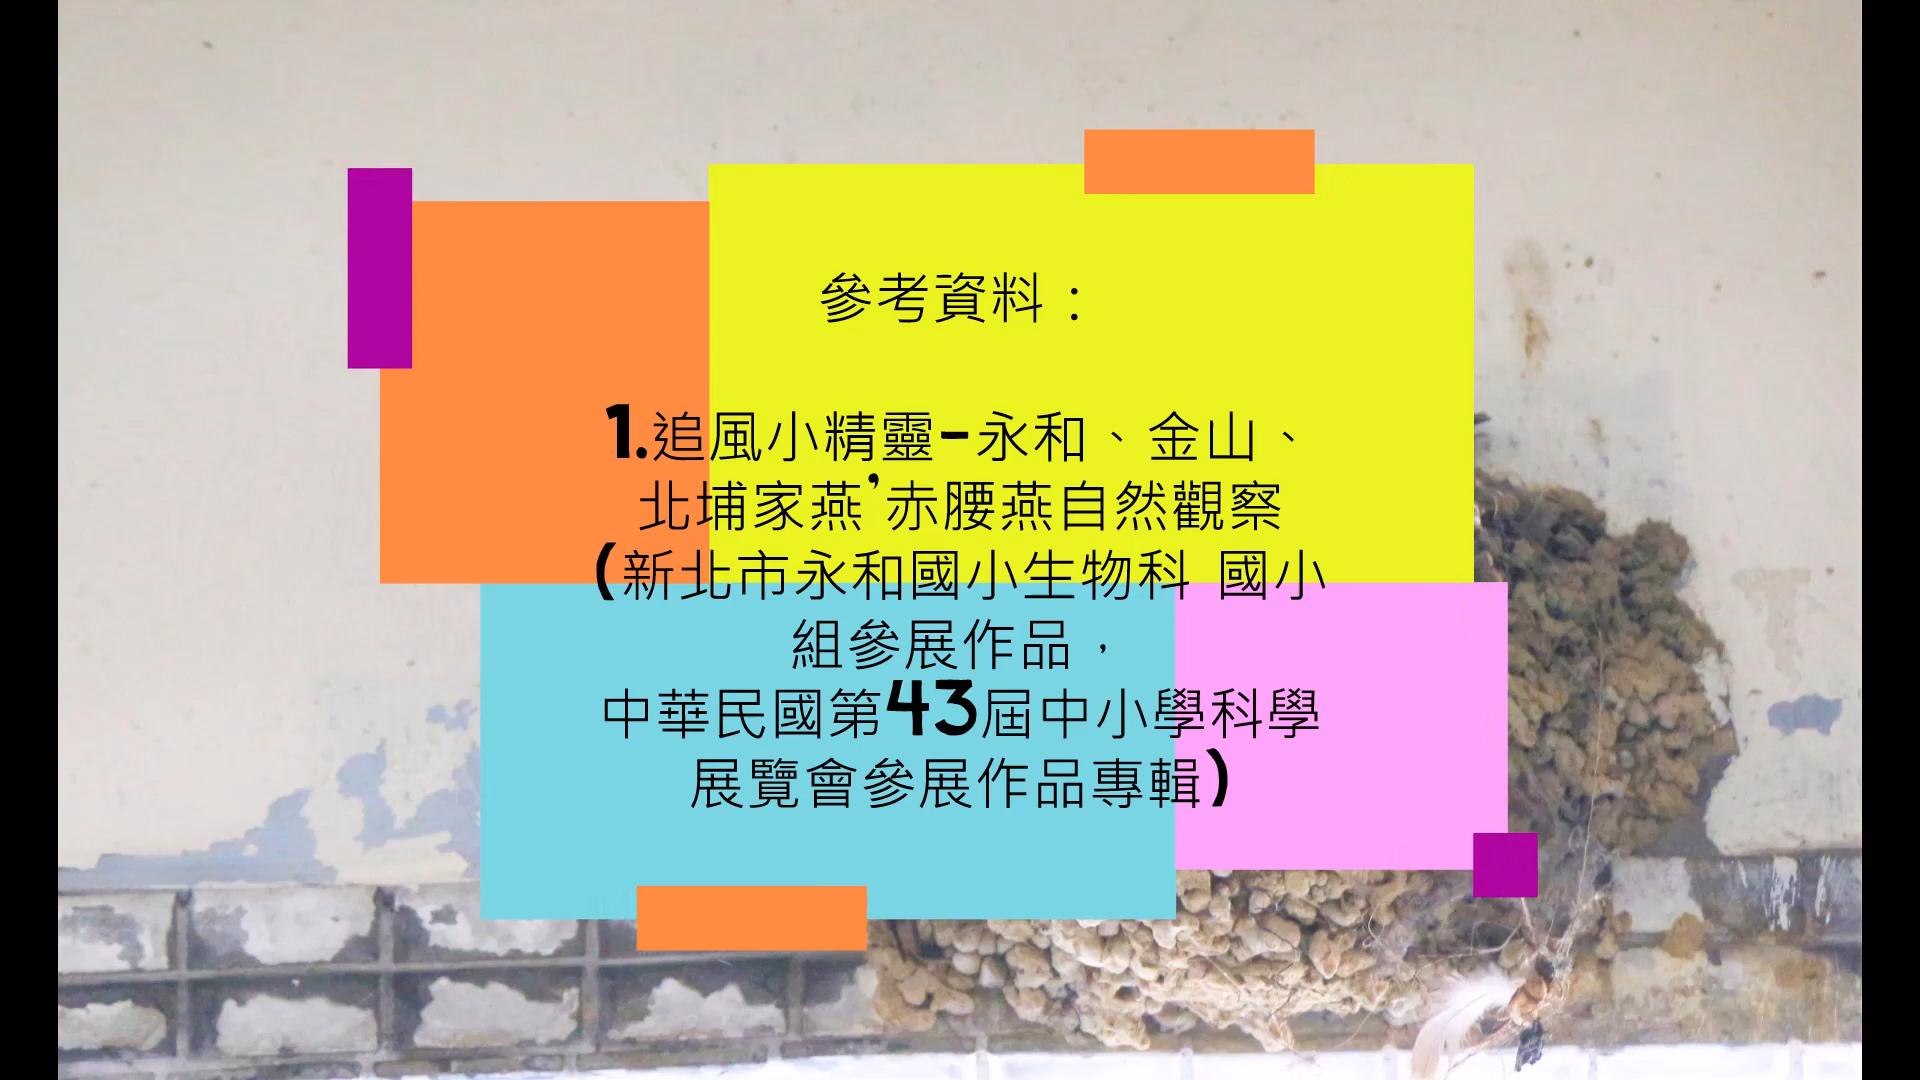 參考資料：
1.追風小精靈-永和、金山、
北埔家燕’赤腰燕自然觀察
(新北市永和國小生物科 國小
組參展作品，
中華民國第43屆中小學科學
展覽會參展作品專輯)